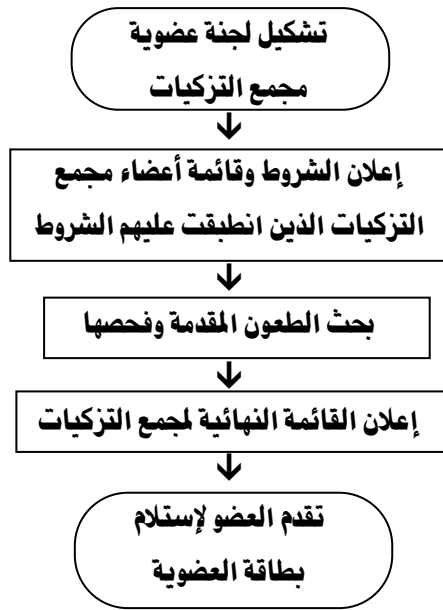 تشكيل لجنة عضوية
مجمع التزكيات
إعلان الشروط وقائمة أعضاء مجمع
التزكيات الذين انطبقت عليهم الشروط
بحث الطعون المقدمة وفحصها
إعلان القائمة النهائية لمجمع التزكيات
تقدم العضو لإستلام
بطاقة العضوية